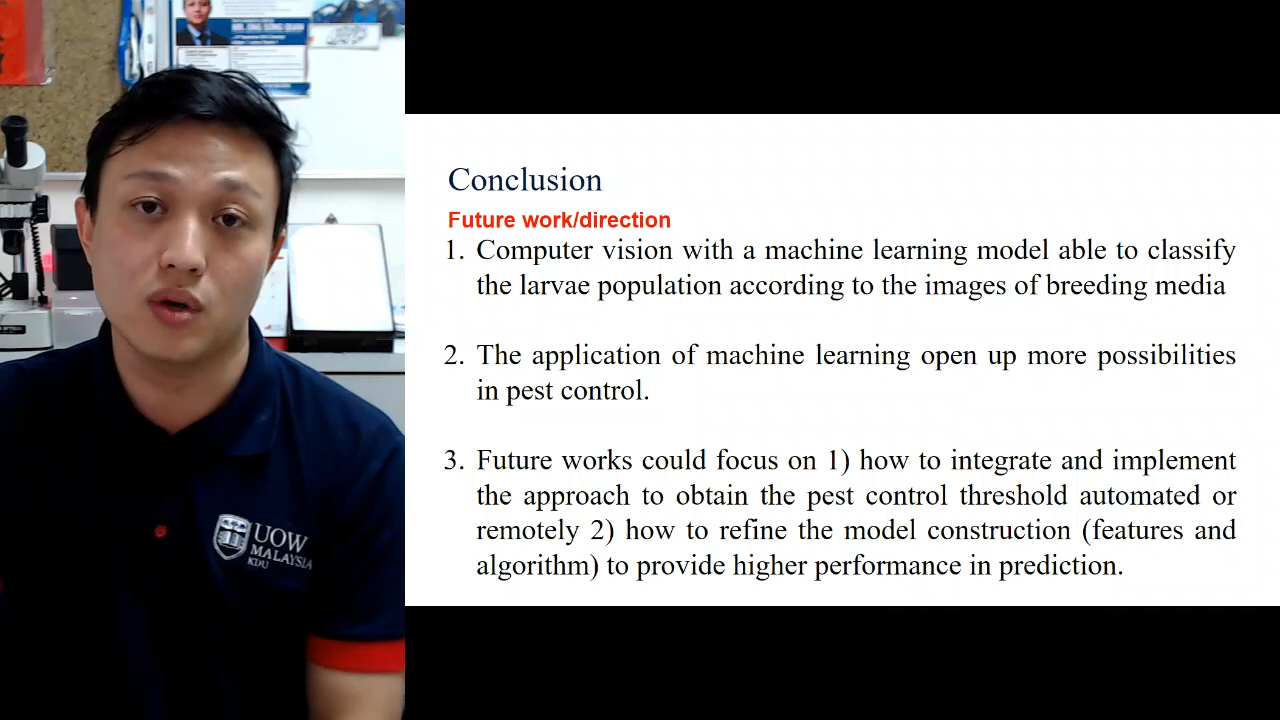 MR. ONG SONG QUAN
UOW
MALAYSIA
KDU
Conclusion
Future work/direction
1. Computer vision with a machine learning model able to classify
the larvae population according to the images of breeding media
2. The application of machine learning open up more possibilities
in pest control.
3. Future works could focus on 1) how to integrate and implement
the approach to obtain the pest control threshold automated or
remotely 2) how to refine the model construction (features and
algorithm) to provide higher performance in prediction.